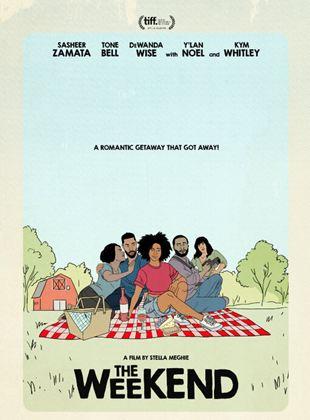 tiff.
SASHEER TONE DeWANDA Y'LAN KYM
ZAMATA BELL WISE with NOEL and WHITLEY
A ROMANTIC GETAWAY THAT GOT AWAY!
A FILM BY STELLA MEGHIE
THE
WEEKEND